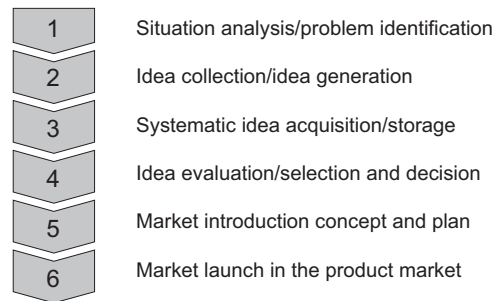 1 Situation analysis/problem identification
2 Idea collection/idea generation
3 Systematic idea acquisition/storage
4 Idea evaluation/selection and decision
5 Market introduction concept and plan
6 Market launch in the product market